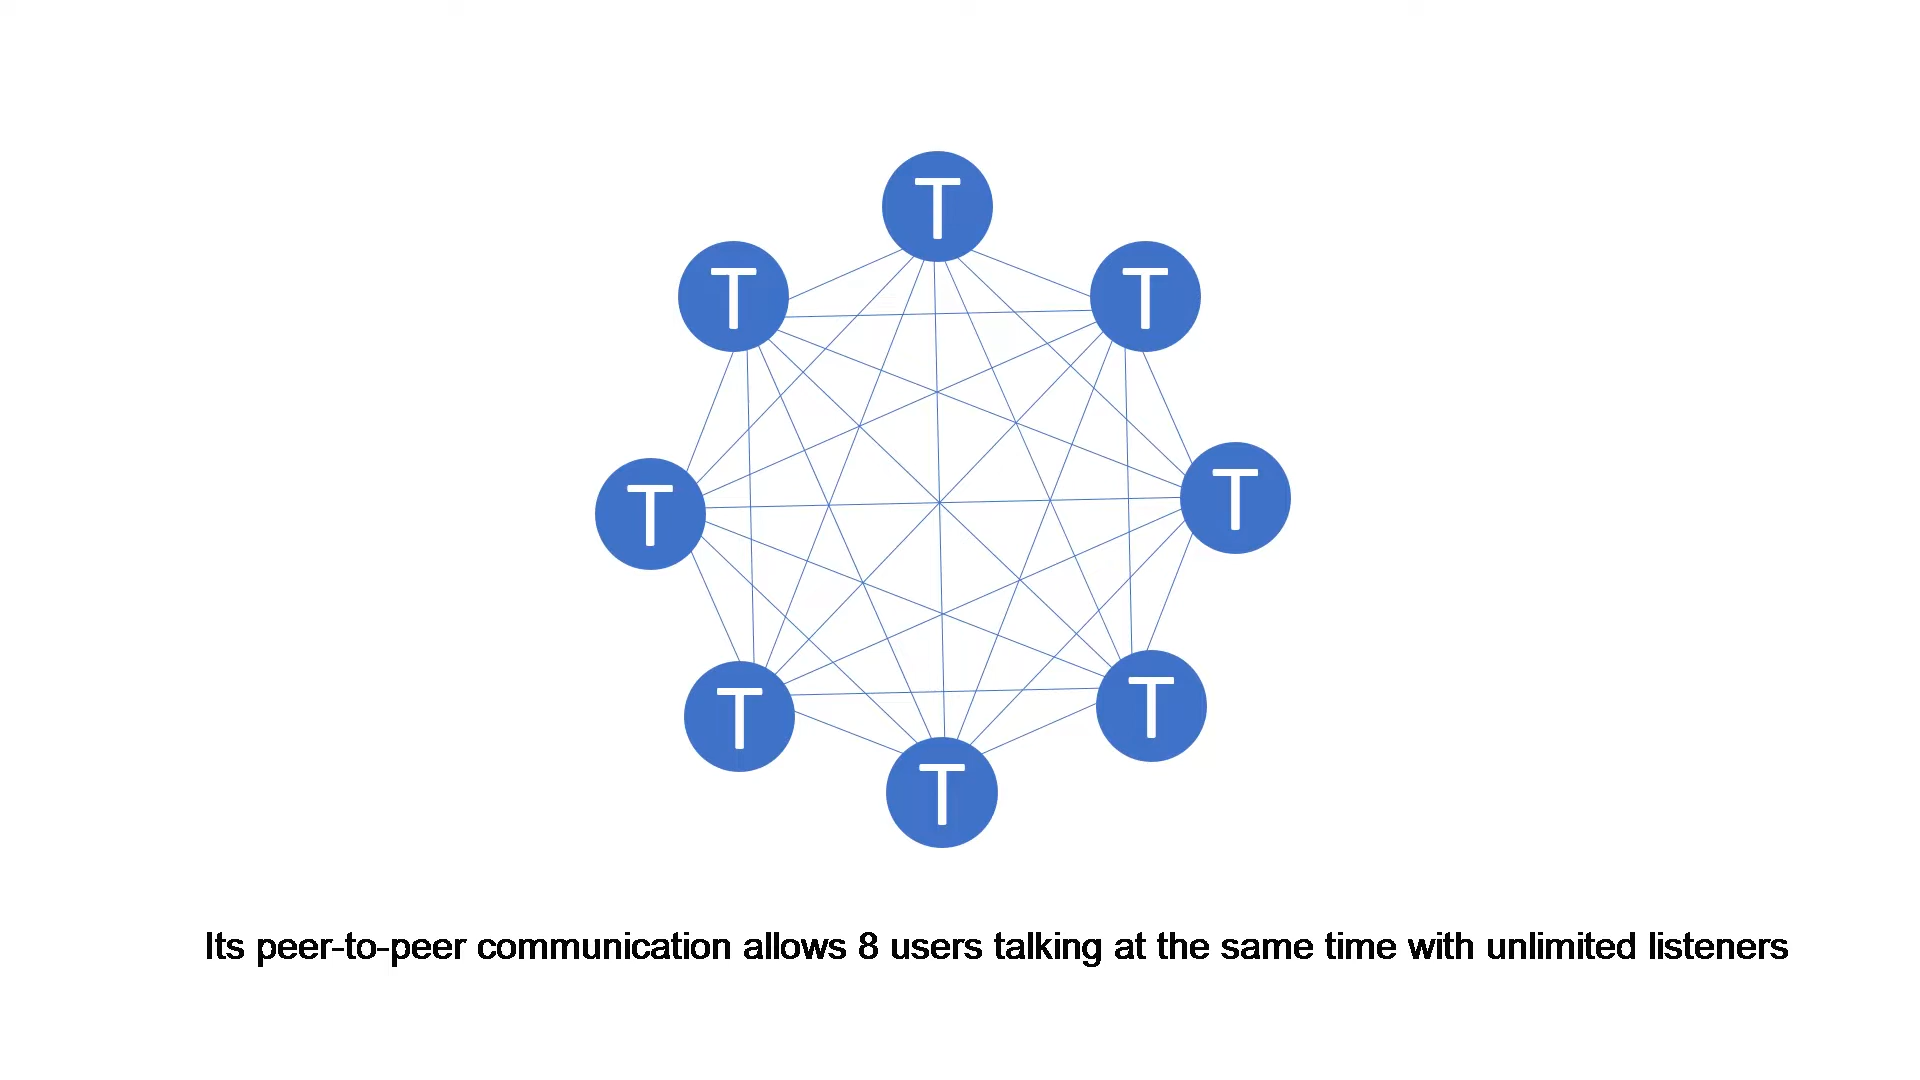 T
T
T
T
T
T
T
T
Its peer-to-peer communication allows 8 users talking at the same time with unlimited listeners